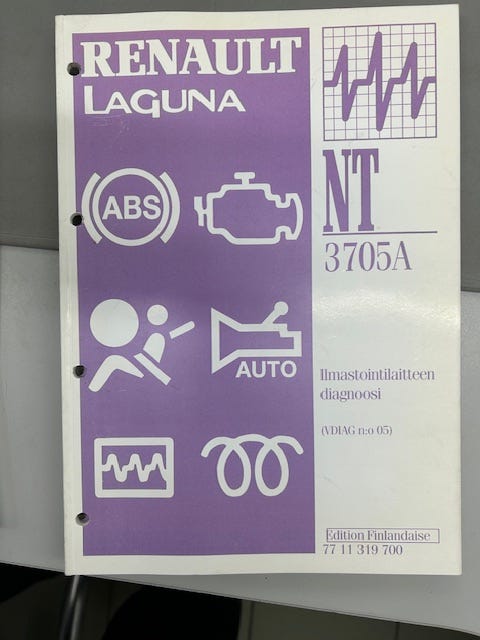 RENAULT
LAGUNA
NT
3705A
ABS
AUTO
Ilmastointilaitteen
diagnoosi
(VDIAG n:o 05)
Edition Finlandaise
77 11 319 700